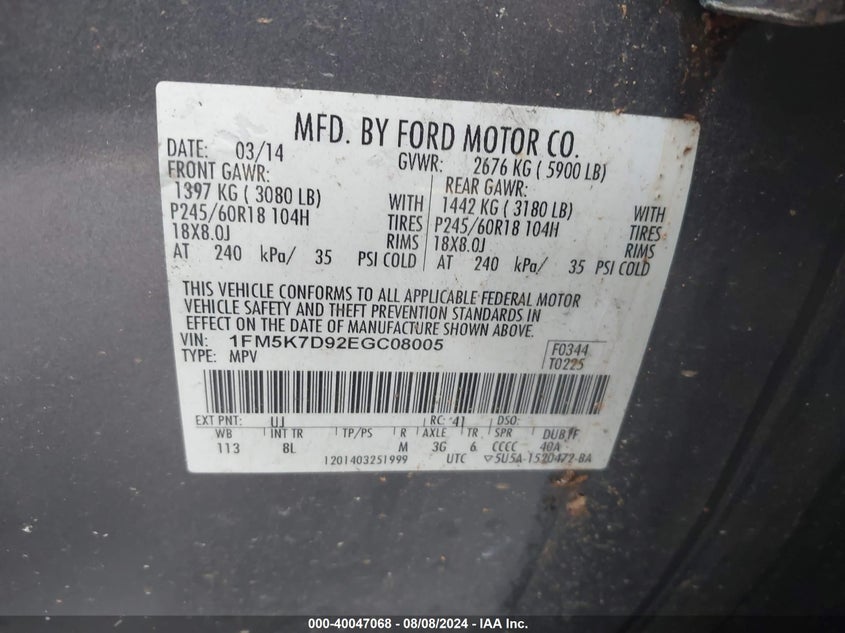 MFD. BY FORD MOTOR CO.
DATE: 03/14 GVWR: 2676 KG ( 5900 LB)
FRONT GAWR: REAR GAWR:
1397 KG ( 3080 LB) WITH 1442 KG ( 3180 LB) WITH
P245/60R18 104H TIRES P245/60R18 104H TIRES
18X8.0J RIMS 18X8.0J RIMS
AT 240 kPa/ 35 PSI COLD AT 240 kPa/ 35 PSI COLD
THIS VEHICLE CONFORMS TO ALL APPLICABLE FEDERAL MOTOR
VEHICLE SAFETY AND THEFT PREVENTION STANDARDS IN
EFFECT ON THE DATE OF MANUFACTURE SHOWN ABOVE.
VIN: 1FM5K7D92EGC08005 F0344
TYPE: MPV T0225
EXT PNT: UJ RC: 41 DSO:
WB INT TR TP/PS R AXLE TR SPR DUB1F
113 8L M 3G 6 CCCC 40A
1201403251999 UTC ▽5U5A-1520472-BA
000-40047068 | 08/08/2024 - IAA Inc.